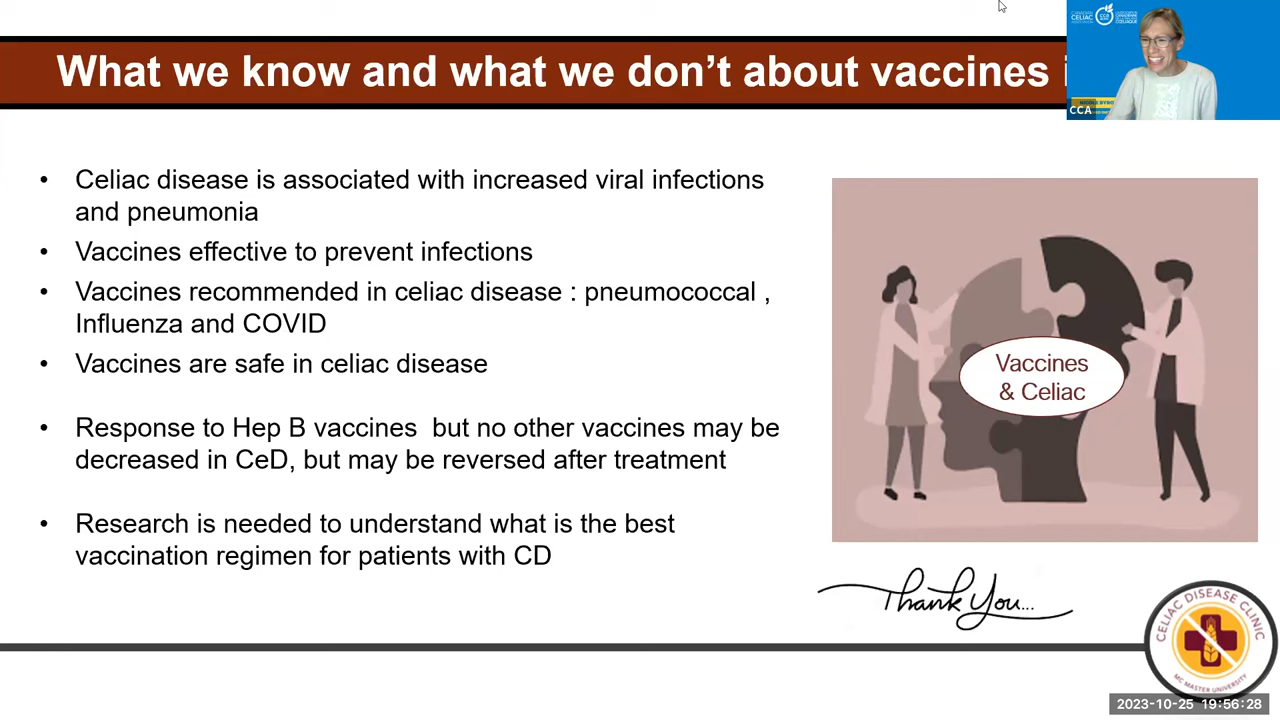 What we know and what we don't about vaccines i
CANADIAN
CELIAC
ASSOCIATION
CCA
• Celiac disease is associated with increased viral infections
and pneumonia
• Vaccines effective to prevent infections
• Vaccines recommended in celiac disease : pneumococcal ,
Influenza and COVID
• Vaccines are safe in celiac disease
• Response to Hep B vaccines but no other vaccines may be
decreased in CeD, but may be reversed after treatment
• Research is needed to understand what is the best
vaccination regimen for patients with CD
Vaccines
& Celiac
Thank You...
CELIAC DISEASE CLINIC
MC MASTER UNIVERSITY
2023-10-25 19:56:28